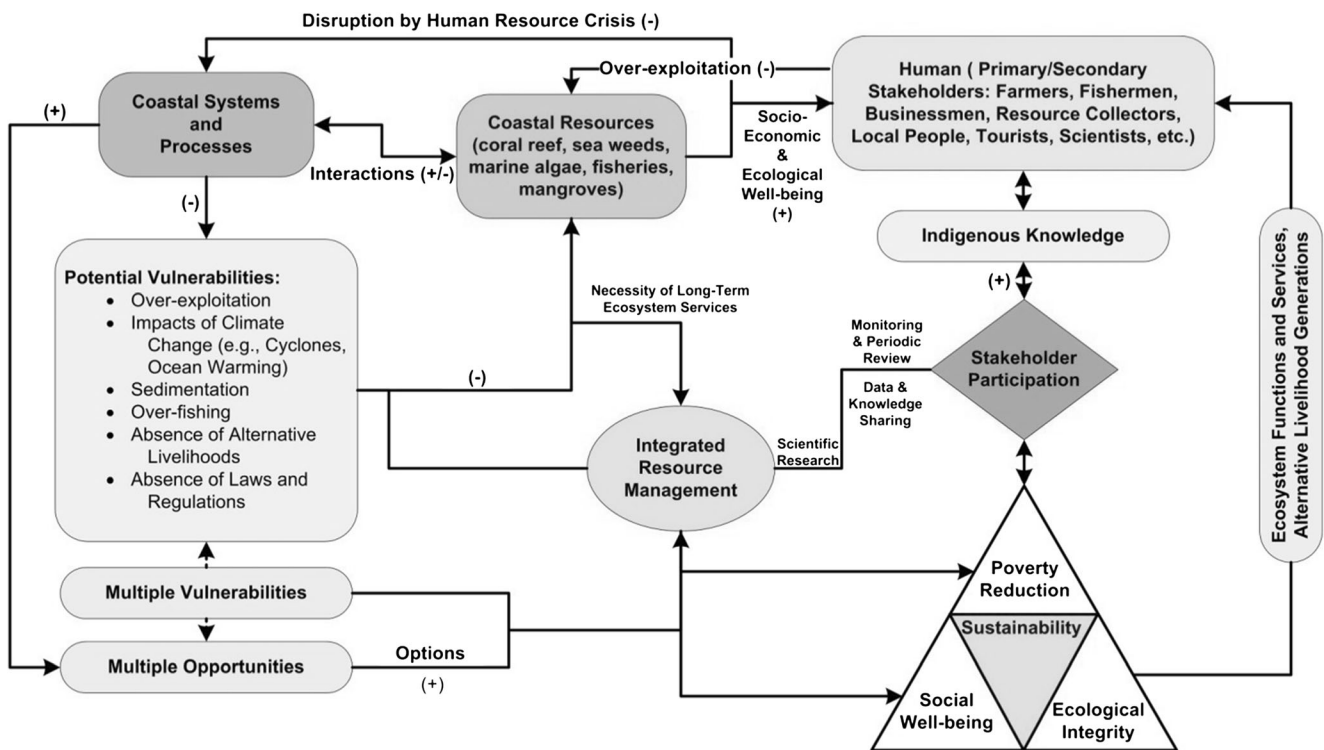 Disruption by Human Resource Crisis (-)
Over-exploitation (-)
Human ( Primary/Secondary
Stakeholders: Farmers, Fishermen,
Businessmen, Resource Collectors,
Local People, Tourists, Scientists, etc.)
(+)
Coastal Systems
and
Processes
Coastal Resources
(coral reef, sea weeds,
marine algae, fisheries,
mangroves)
Interactions (+/-)
Socio-
Economic
&
Ecological
Well-being
(+)
(-)
Indigenous Knowledge
(+)
Potential Vulnerabilities:
• Over-exploitation
• Impacts of Climate
Change (e.g., Cyclones,
Ocean Warming)
• Sedimentation
• Over-fishing
• Absence of Alternative
Livelihoods
• Absence of Laws and
Regulations
(-)
Necessity of Long-Term
Ecosystem Services
Monitoring
& Periodic
Review
Data &
Knowledge
Sharing
Scientific
Research
Stakeholder
Participation
Integrated
Resource
Management
Ecosystem Functions and Services,
Alternative Livelihood Generations
Multiple Vulnerabilities
Multiple Opportunities
Options
(+)
Poverty
Reduction
Sustainability
Social
Well-being
Ecological
Integrity